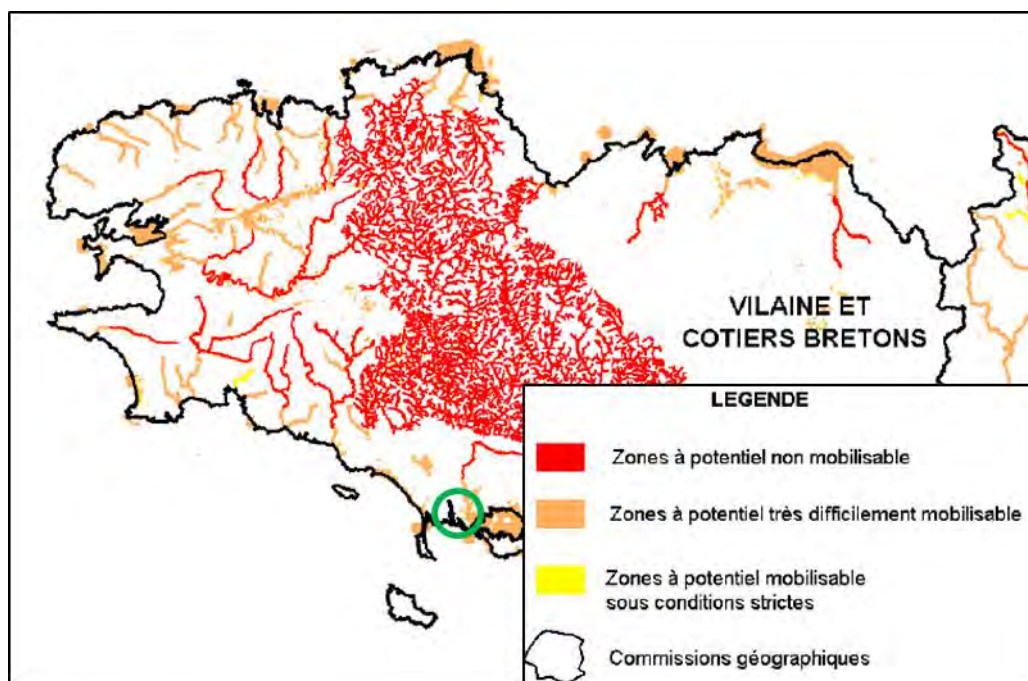 VILAINE ET
COTIERS BRETONS
LEGENDE
Zones à potentiel non mobilisable
Zones à potentiel très difficilement mobilisable
Zones à potentiel mobilisable
sous conditions strictes
Commissions géographiques